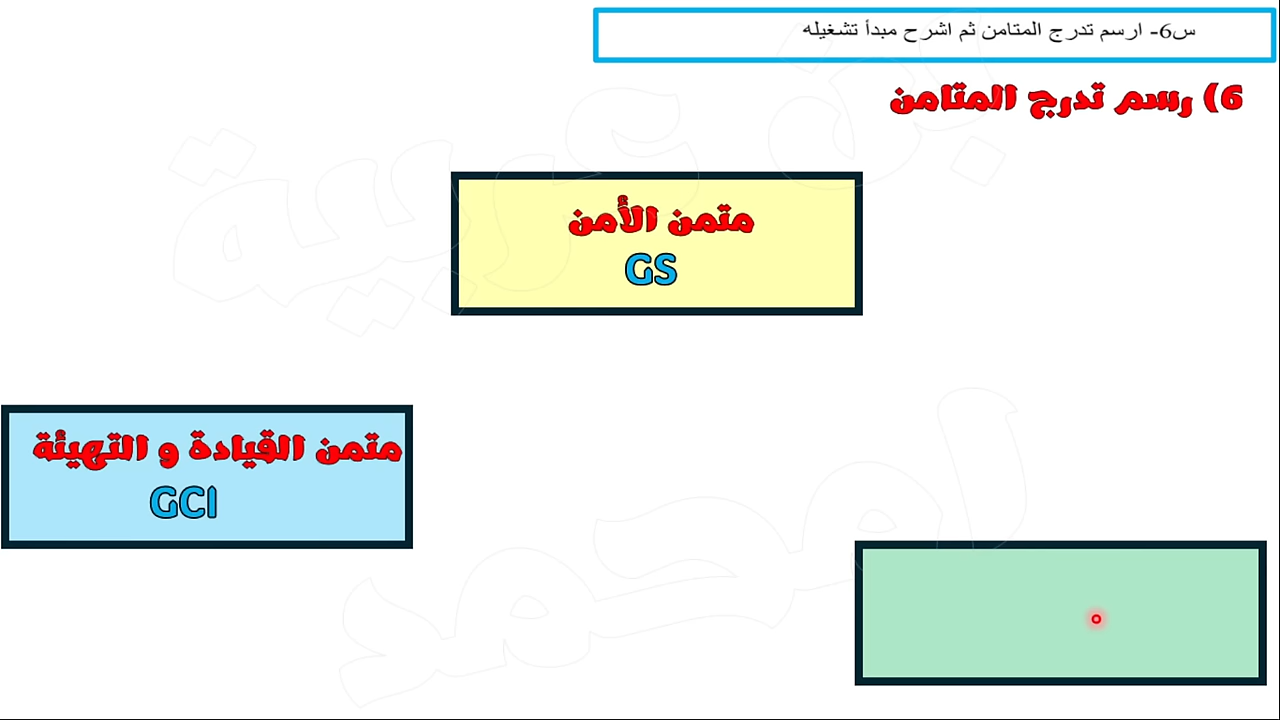 س6- ارسم تدرج المتامن ثم اشرح مبدأ تشغيله
6) رسم تدرج المتامن
متمن الأمن
GS
متمن القيادة و التهيئة
GCI